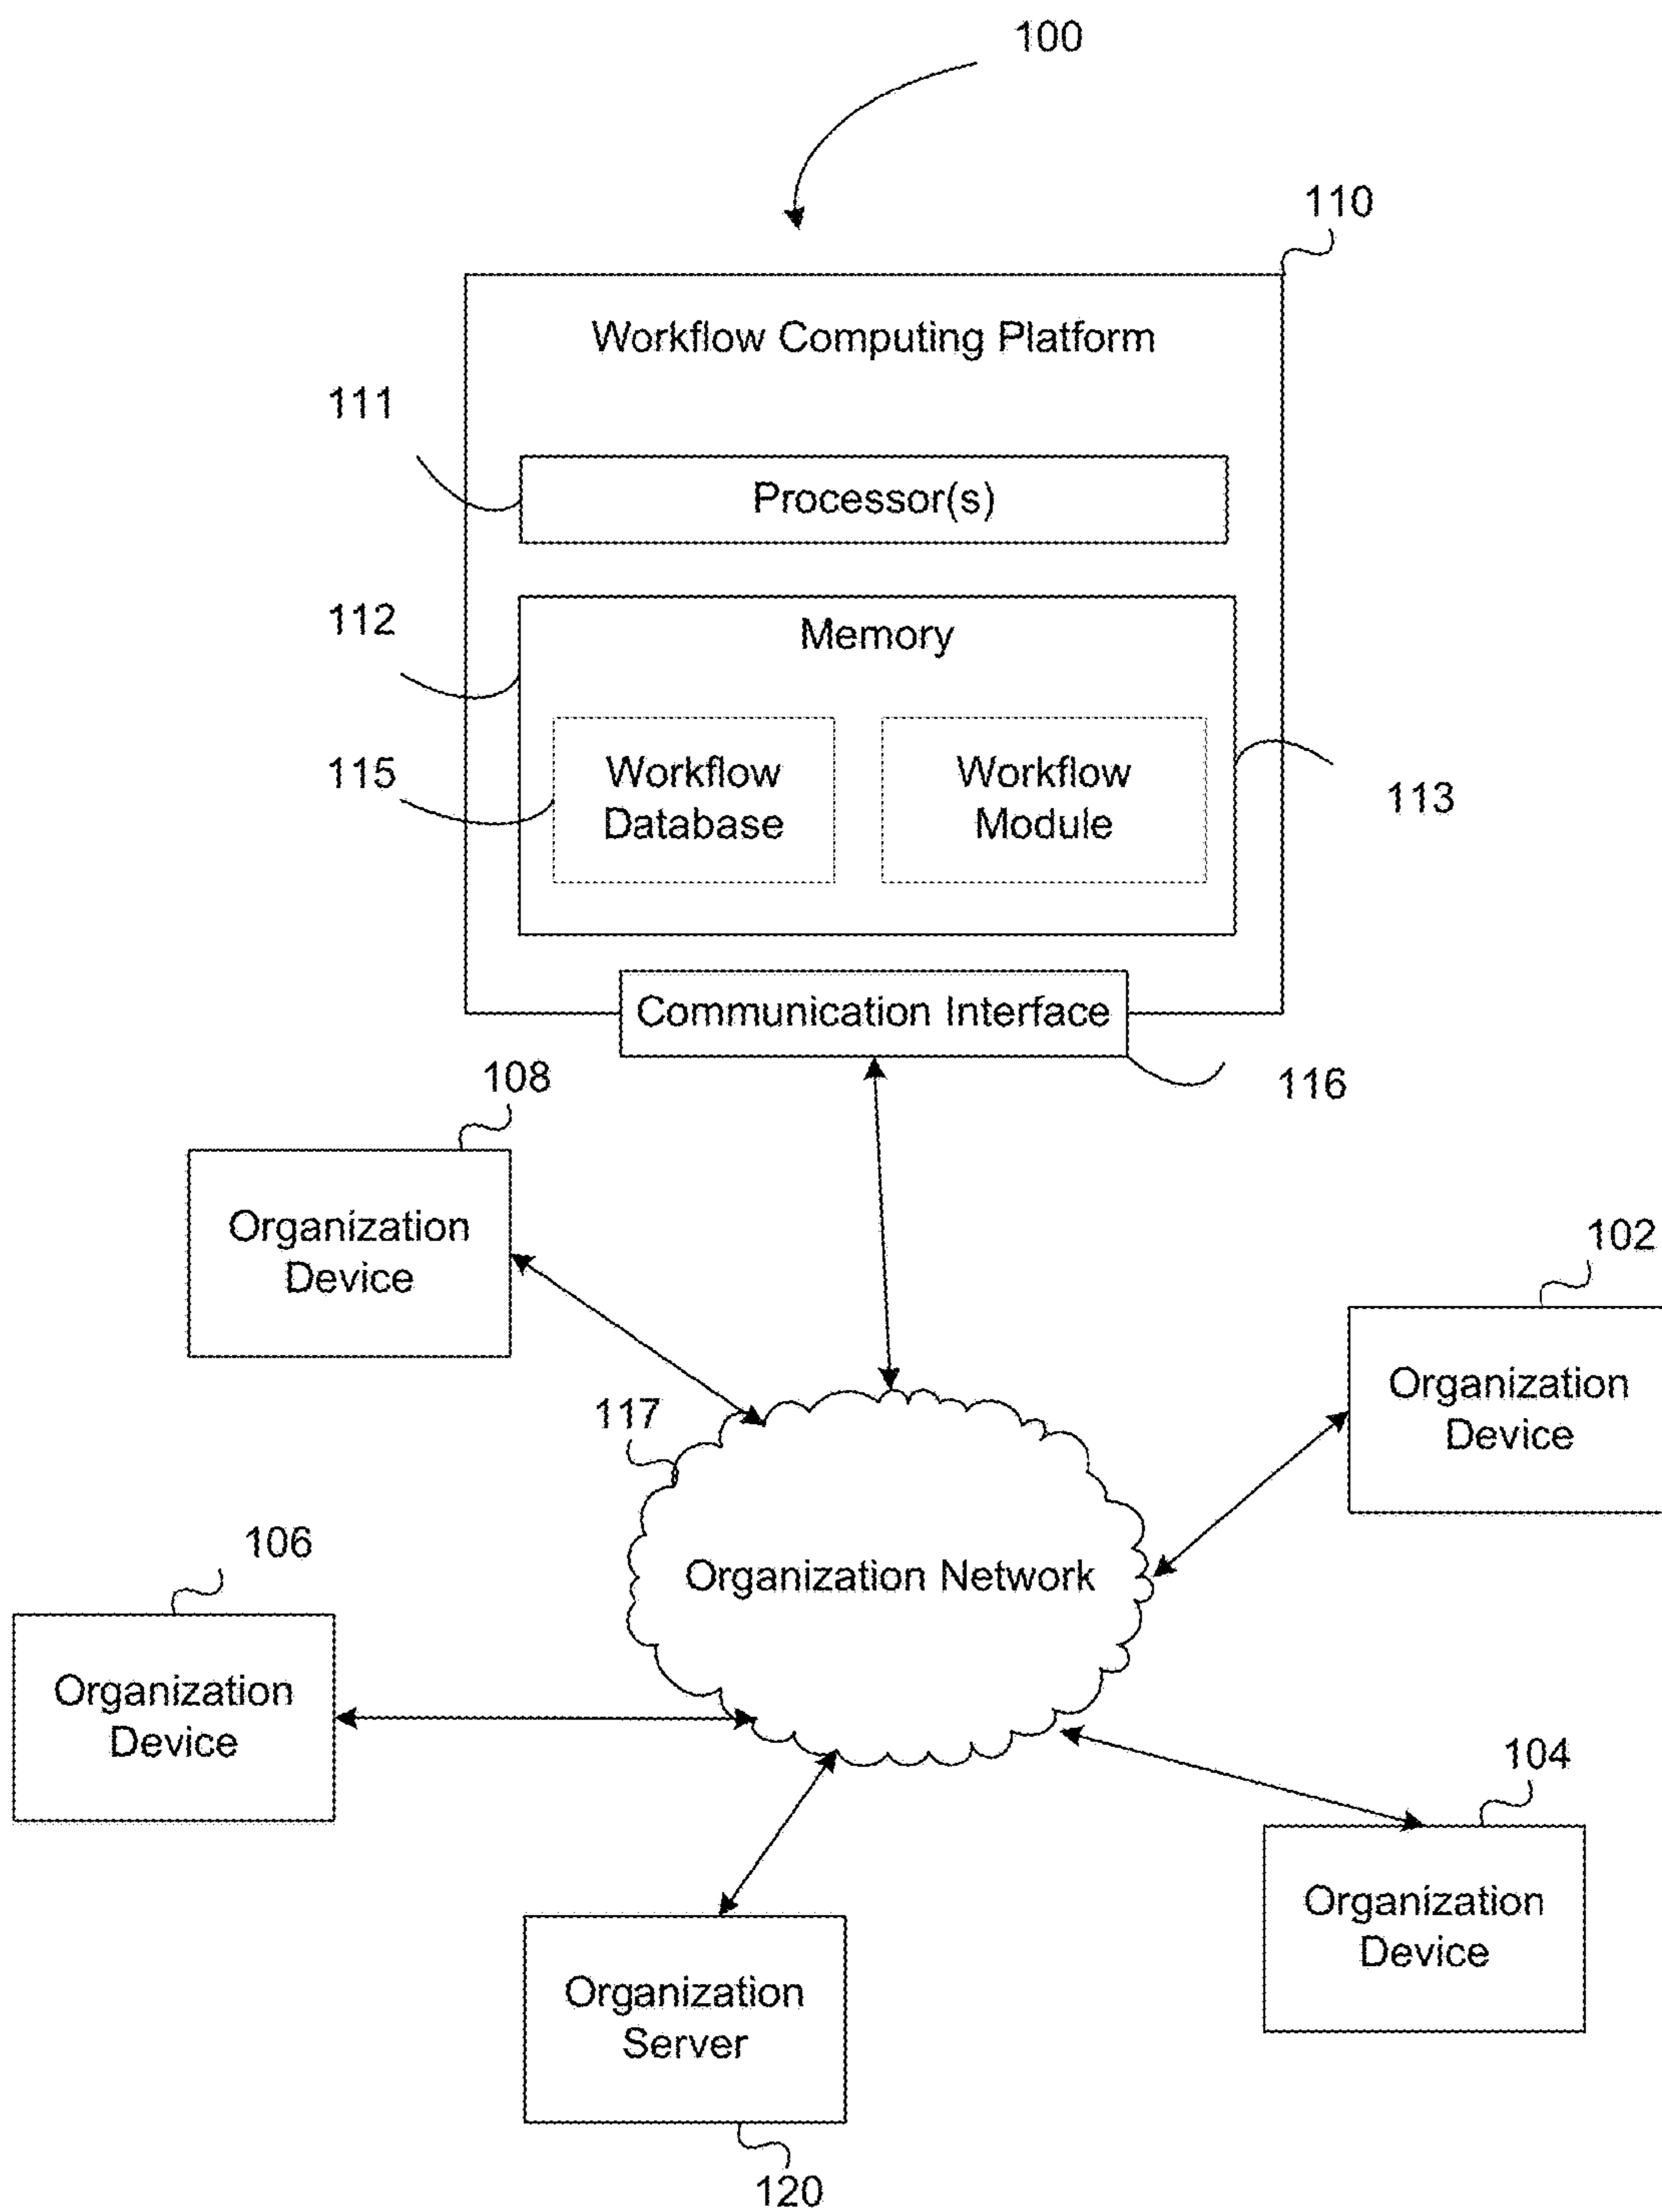 100
110
Workflow Computing Platform
111
Processor(s)
112
Memory
115
Workflow
Database
Workflow
Module
113
Communication Interface
116
108
Organization
Device
102
Organization
Device
117
Organization Network
106
Organization
Device
104
Organization
Device
Organization
Server
120